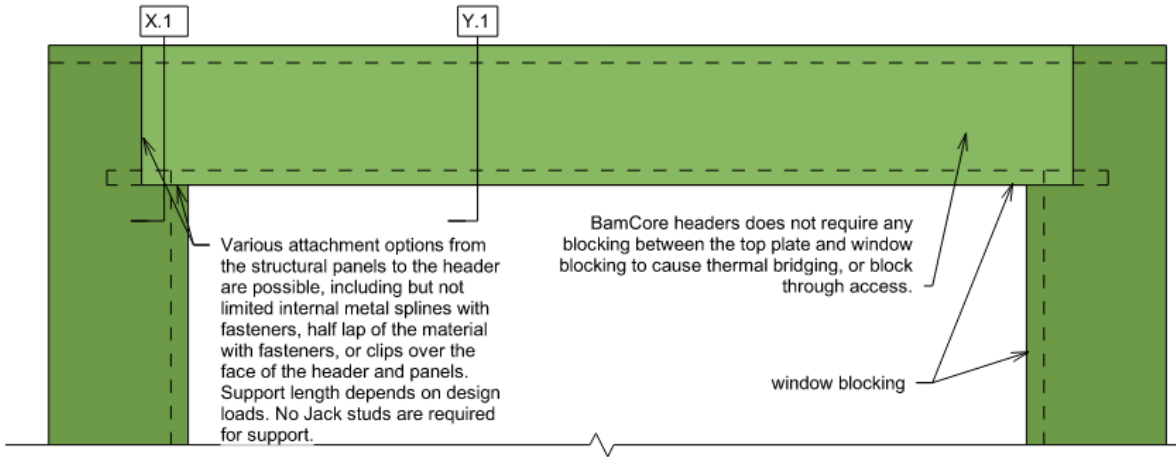 X.1
Y.1
Various attachment options from
the structural panels to the header
are possible, including but not
limited internal metal splines with
fasteners, half lap of the material
with fasteners, or clips over the
face of the header and panels.
Support length depends on design
loads. No Jack studs are required
for support.
BamCore headers does not require any
blocking between the top plate and window
blocking to cause thermal bridging, or block
through access.
window blocking